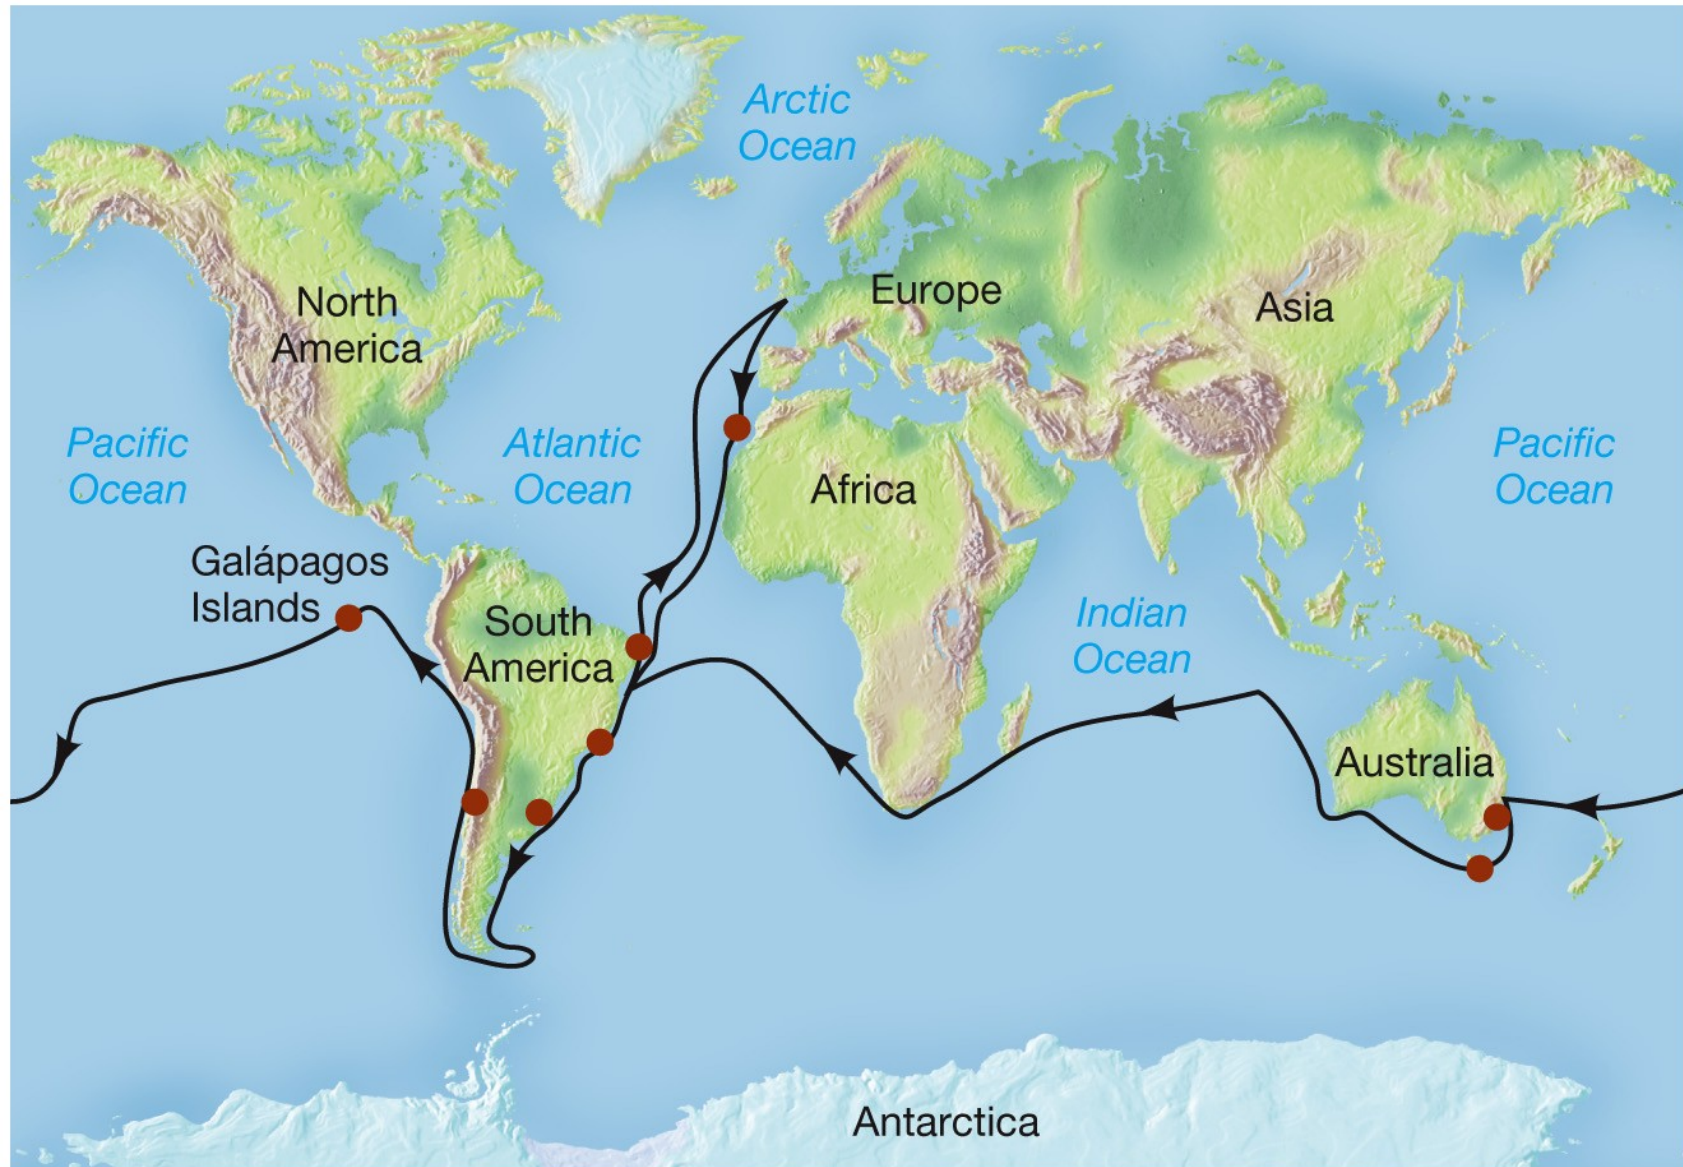 Arctic
Ocean
North
America
Europe
Asia
Pacific
Ocean
Atlantic
Ocean
Africa
Pacific
Ocean
Galápagos
Islands
South
America
Indian
Ocean
Australia
Antarctica